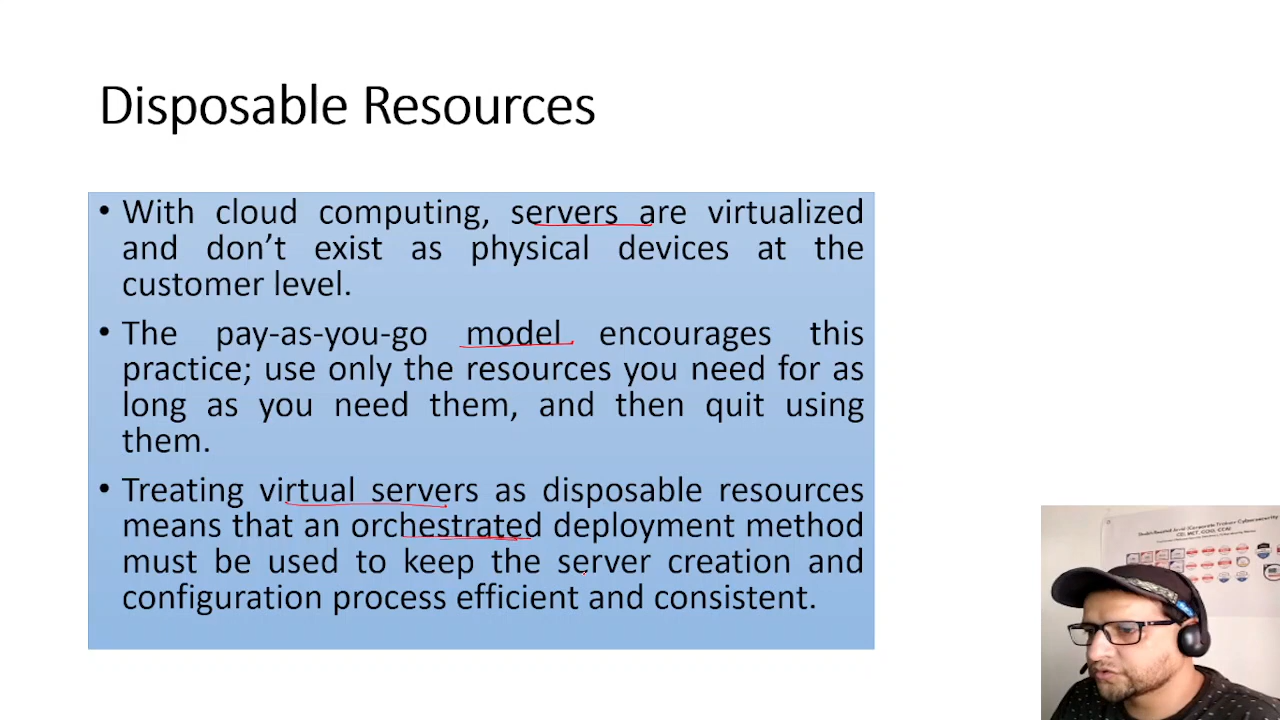 Disposable Resources
• With cloud computing, servers are virtualized
and don’t exist as physical devices at the
customer level.
• The pay-as-you-go model encourages this
practice; use only the resources you need for as
long as you need them, and then quit using
them.
• Treating virtual servers as disposable resources
means that an orchestrated deployment method
must be used to keep the server creation and
configuration process efficient and consistent.